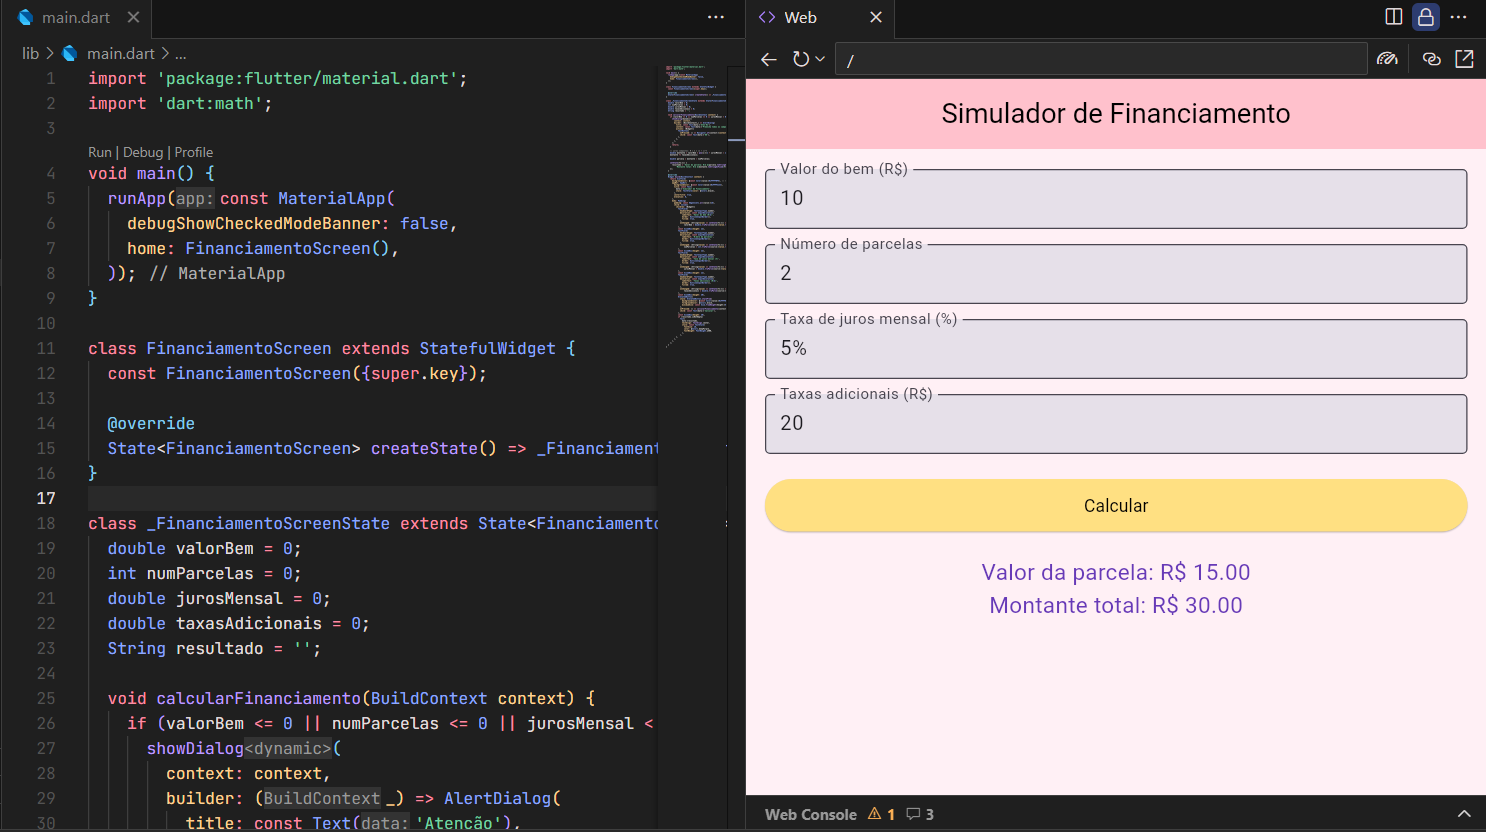 main.dart
lib > main.dart > ...
1 import 'package:flutter/material.dart';
2 import 'dart:math';
3
Run | Debug | Profile
4 void main() {
5 runApp(app: const MaterialApp(
6 debugShowCheckedModeBanner: false,
7 home: FinanciamentoScreen(),
8 )); // MaterialApp
9 }
10
11 class FinanciamentoScreen extends StatefulWidget {
12 const FinanciamentoScreen({super.key});
13
14 @override
15 State<FinanciamentoScreen> createState() => _Financiament
16 }
17
18 class _FinanciamentoScreenState extends State<Financiamento
19 double valorBem = 0;
20 int numParcelas = 0;
21 double jurosMensal = 0;
22 double taxasAdicionais = 0;
23 String resultado = '';
24
25 void calcularFinanciamento(BuildContext context) {
26 if (valorBem <= 0 || numParcelas <= 0 || jurosMensal <
27 showDialog<dynamic>(
28 context: context,
29 builder: (BuildContext _) => AlertDialog(
30 title: const Text(data: 'Atenção'),
Web
/
Simulador de Financiamento
Valor do bem (R$)
10
Número de parcelas
2
Taxa de juros mensal (%)
5%
Taxas adicionais (R$)
20
Calcular
Valor da parcela: R$ 15.00
Montante total: R$ 30.00
Web Console 1 3